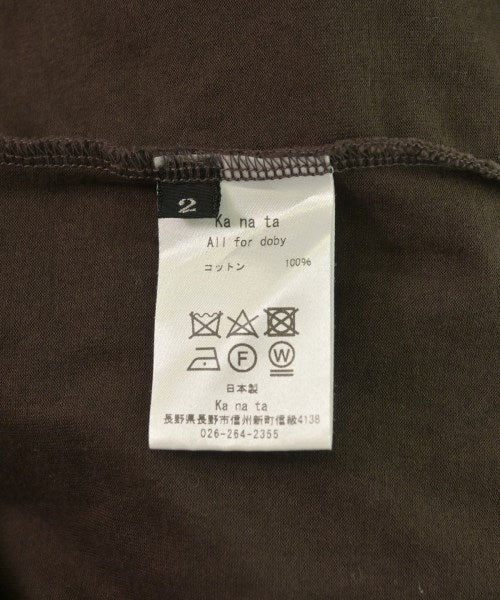 2
Ka na ta
All for doby
コットン 100%
F
W
日本製
Ka na ta
長野県長野市信州新町信級4138
026-264-2355